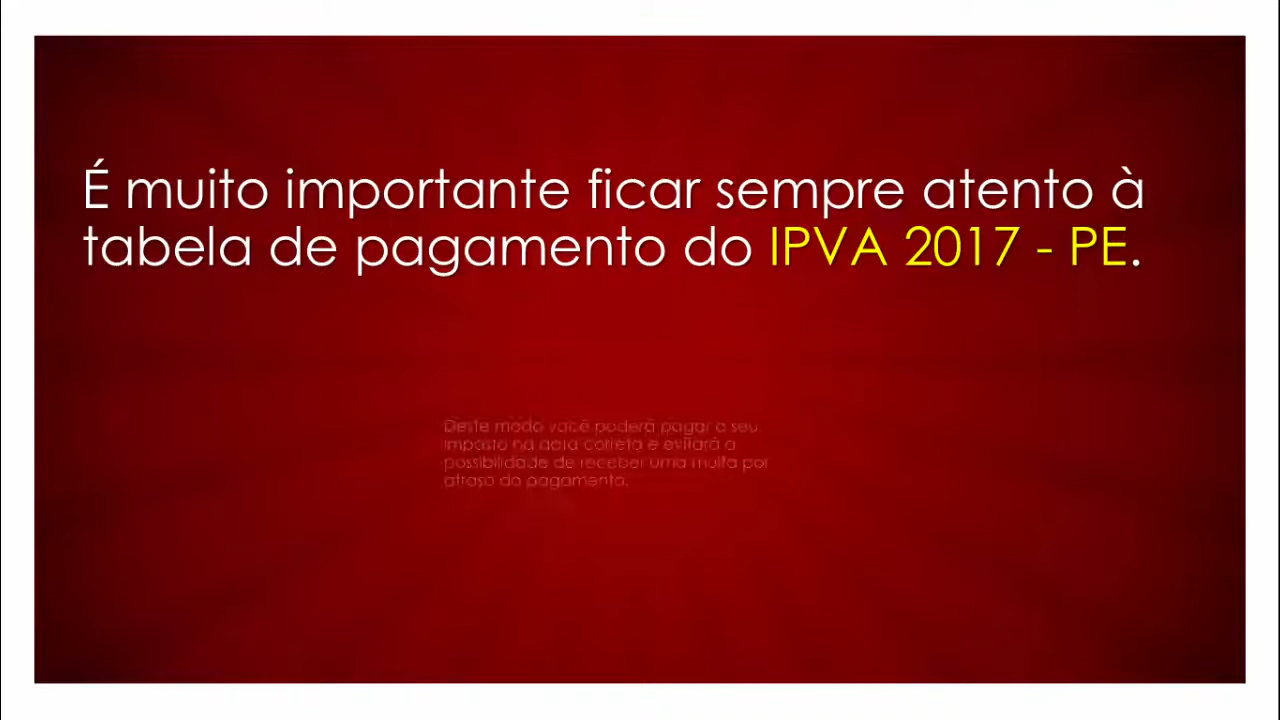 É muito importante ficar sempre atento à
tabela de pagamento do IPVA 2017 - PE.
Deste modo você poderá pagar o seu
imposto na data correta e evitará a
possibilidade de receber uma multa por
atraso do pagamento.